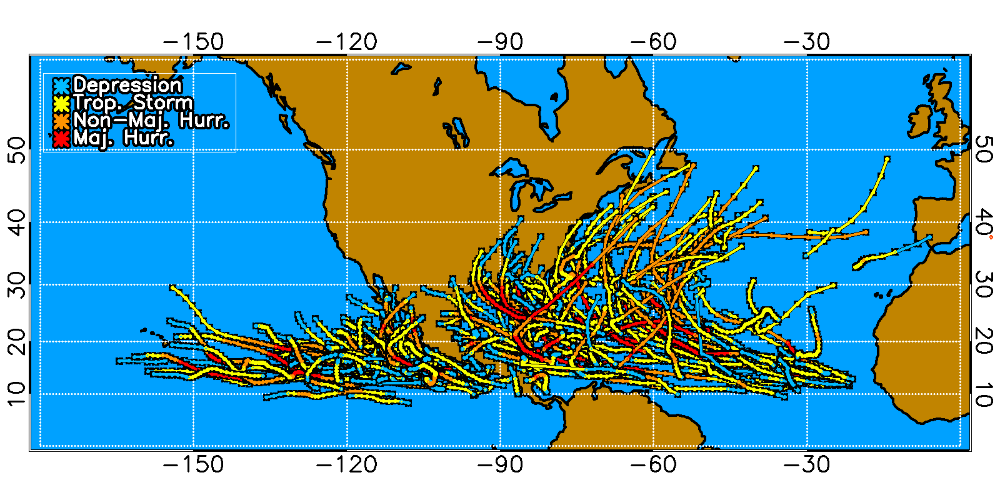 -150 -120 -90 -60 -30
Depression
Trop. Storm
Non-Maj. Hurr.
Maj. Hurr.
50 50
40 40°
30 30
20 20
10 10
-150 -120 -90 -60 -30